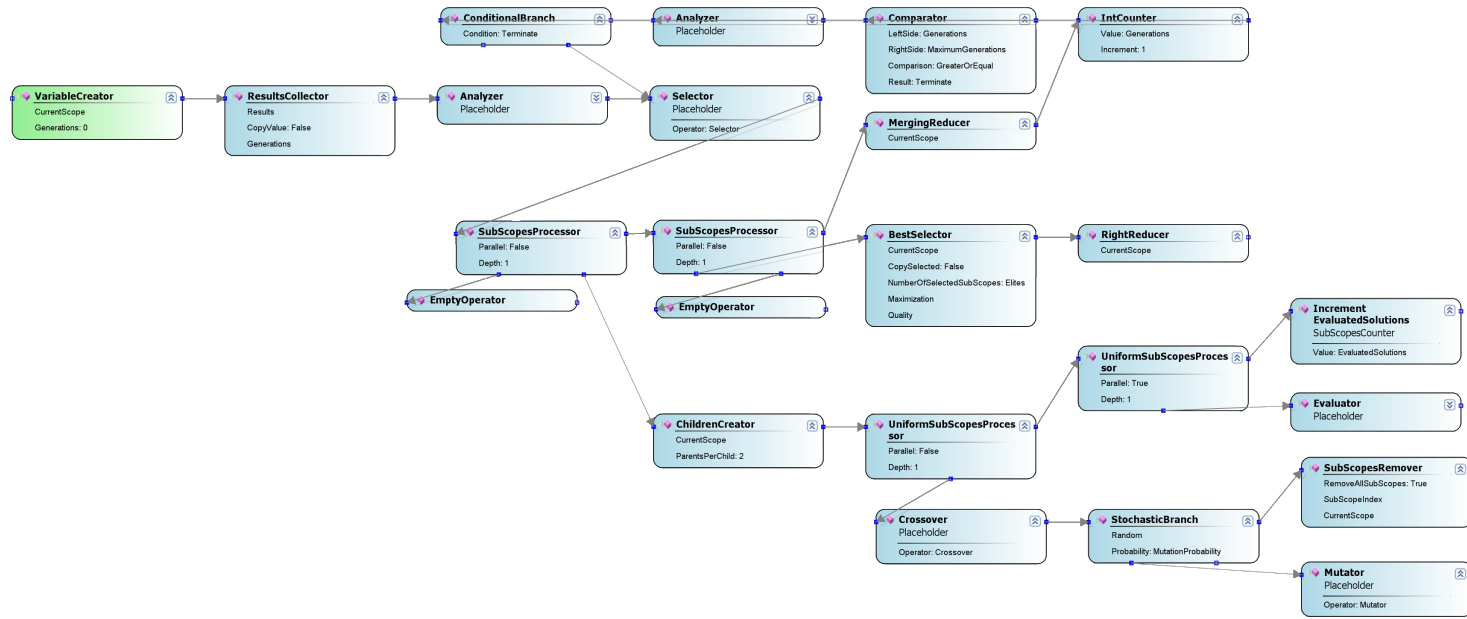 ConditionalBranch
Condition: Terminate
Analyzer
Placeholder
Comparator
LeftSide: Generations
RightSide: MaximumGenerations
Comparison: GreaterOrEqual
Result: Terminate
IntCounter
Value: Generations
Increment: 1
VariableCreator
CurrentScope
Generations: 0
ResultsCollector
Results
CopyValue: False
Generations
Analyzer
Placeholder
Selector
Placeholder
Operator: Selector
MergingReducer
CurrentScope
SubScopesProcessor
Parallel: False
Depth: 1
SubScopesProcessor
Parallel: False
Depth: 1
BestSelector
CurrentScope
CopySelected: False
NumberOfSelectedSubScopes: Elites
Maximization
Quality
RightReducer
CurrentScope
EmptyOperator
EmptyOperator
Increment
EvaluatedSolutions
SubScopesCounter
Value: EvaluatedSolutions
UniformSubScopesProces
sor
Parallel: True
Depth: 1
Evaluator
Placeholder
ChildrenCreator
CurrentScope
ParentsPerChild: 2
UniformSubScopesProces
sor
Parallel: False
Depth: 1
SubScopesRemover
RemoveAllSubScopes: True
SubScopeIndex
CurrentScope
Crossover
Placeholder
Operator: Crossover
StochasticBranch
Random
Probability: MutationProbability
Mutator
Placeholder
Operator: Mutator